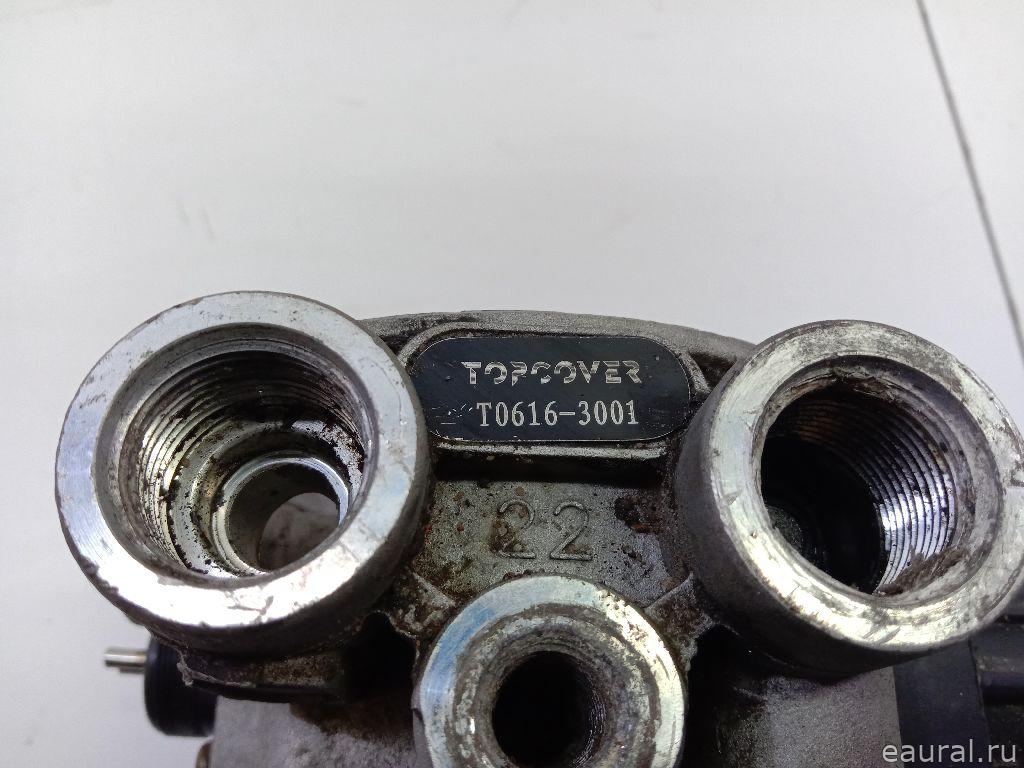 TOPCOVER
T0616-3001
22
eaural.ru